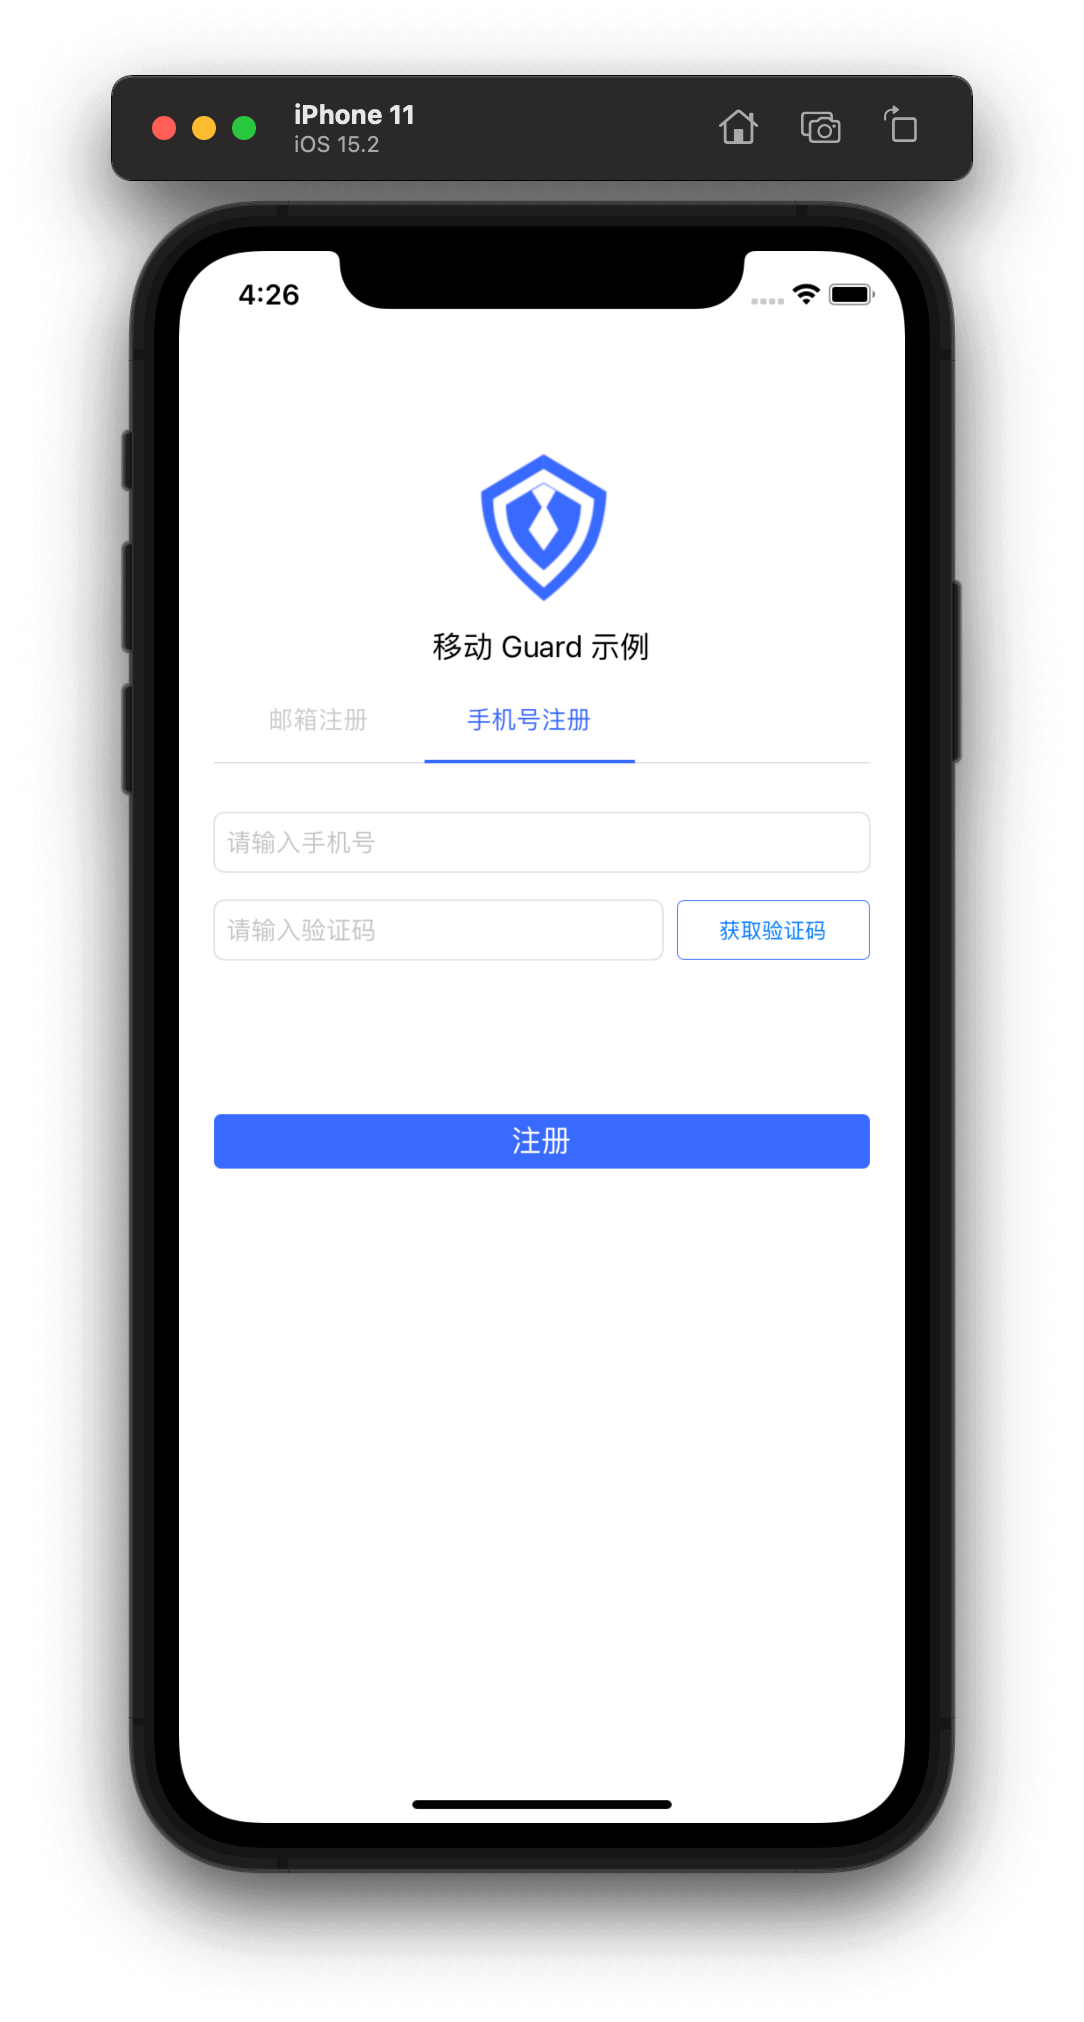 iPhone 11
iOS 15.2
4:26
移动 Guard 示例
邮箱注册 手机号注册
请输入手机号
请输入验证码 获取验证码
注册